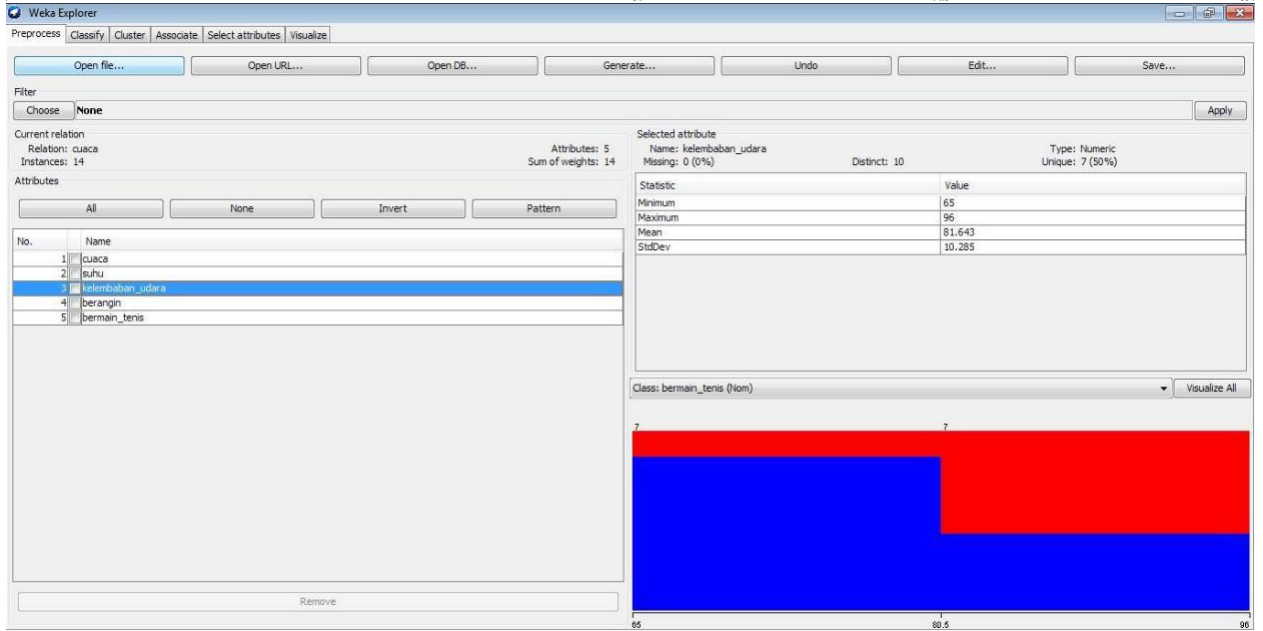 Weka Explorer
Preprocess Classify Cluster Associate Select attributes Visualize
Open file... Open URL... Open DB... Generate... Undo Edit... Save...
Filter
Choose None Apply
Current relation
Relation: cuaca Attributes: 5
Instances: 14 Sum of weights: 14
Attributes
All None Invert Pattern
No. Name
1 cuaca
2 suhu
3 kelembaban_udara
4 berangin
5 bermain_tenis
Remove
Selected attribute
Name: kelembaban_udara Type: Numeric
Missing: 0 (0%) Distinct: 10 Unique: 7 (50%)
Statistic Value
Minimum 65
Maximum 96
Mean 81.643
StdDev 10.285
Class: bermain_tenis (Nom) Visualize All
7 7
65 80.5 96